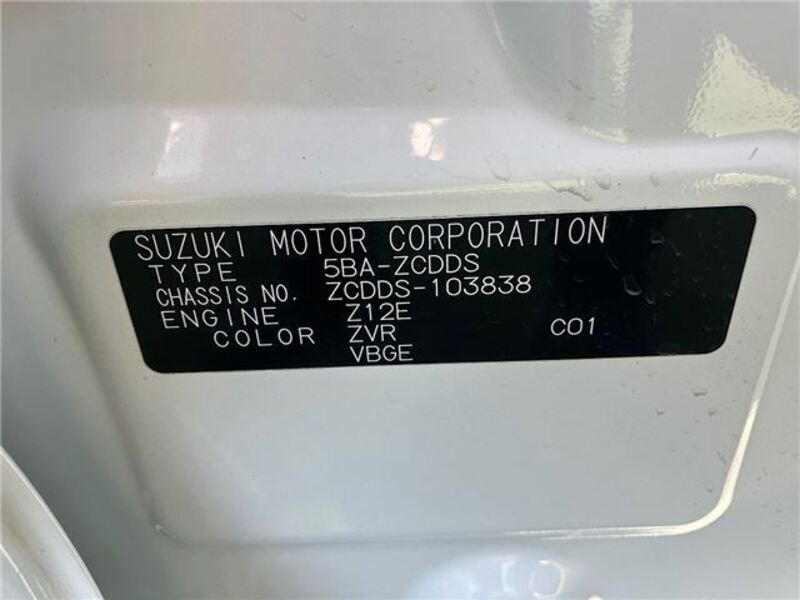 SUZUKI MOTOR CORPORATION
TYPE 5BA-ZCDDS
CHASSIS NO. ZCDDS-103838
ENGINE Z12E
COLOR ZVR C01
VBGE